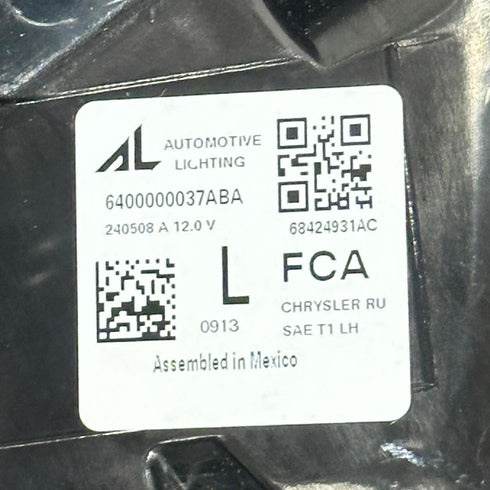 AL AUTOMOTIVE
LIGHTING
6400000037ABA
240508 A 12.0 V
68424931AC
L
FCA
0913
CHRYSLER RU
SAE T1 LH
Assembled in Mexico